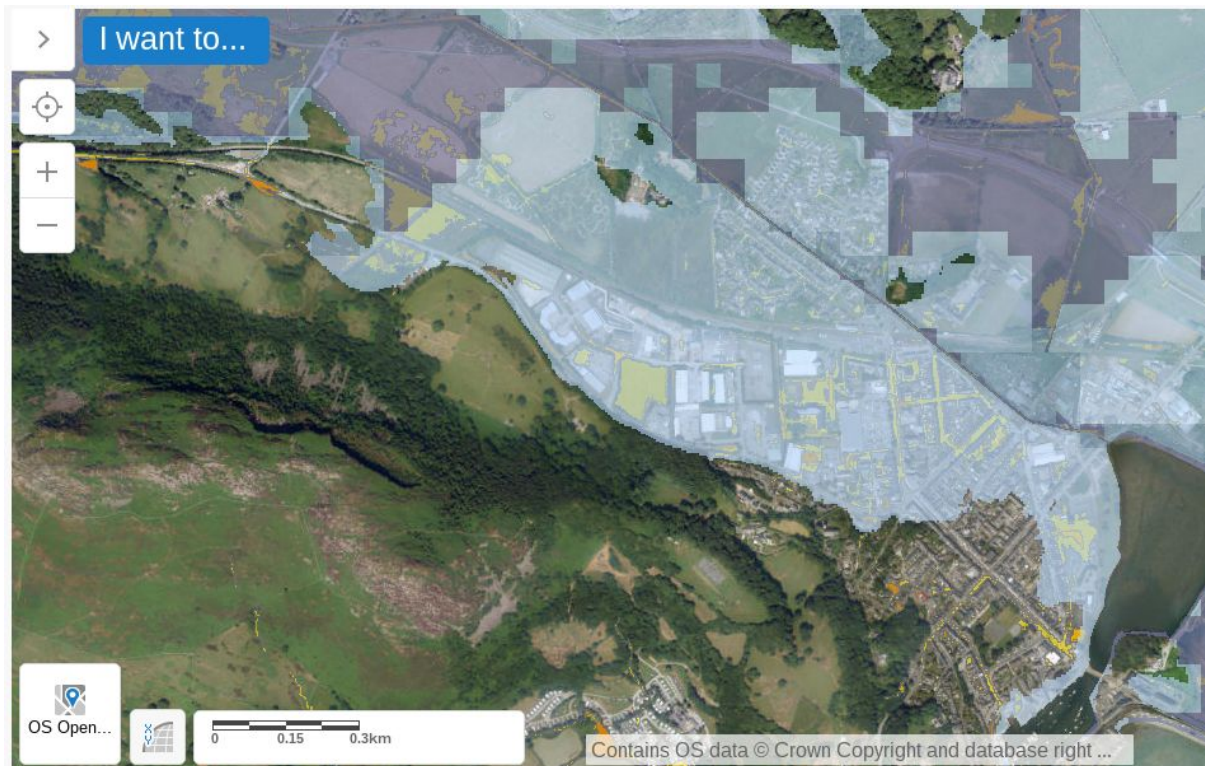 I want to...
OS Open...
X
Y
0 0.15 0.3km
Contains OS data © Crown Copyright and database right ...